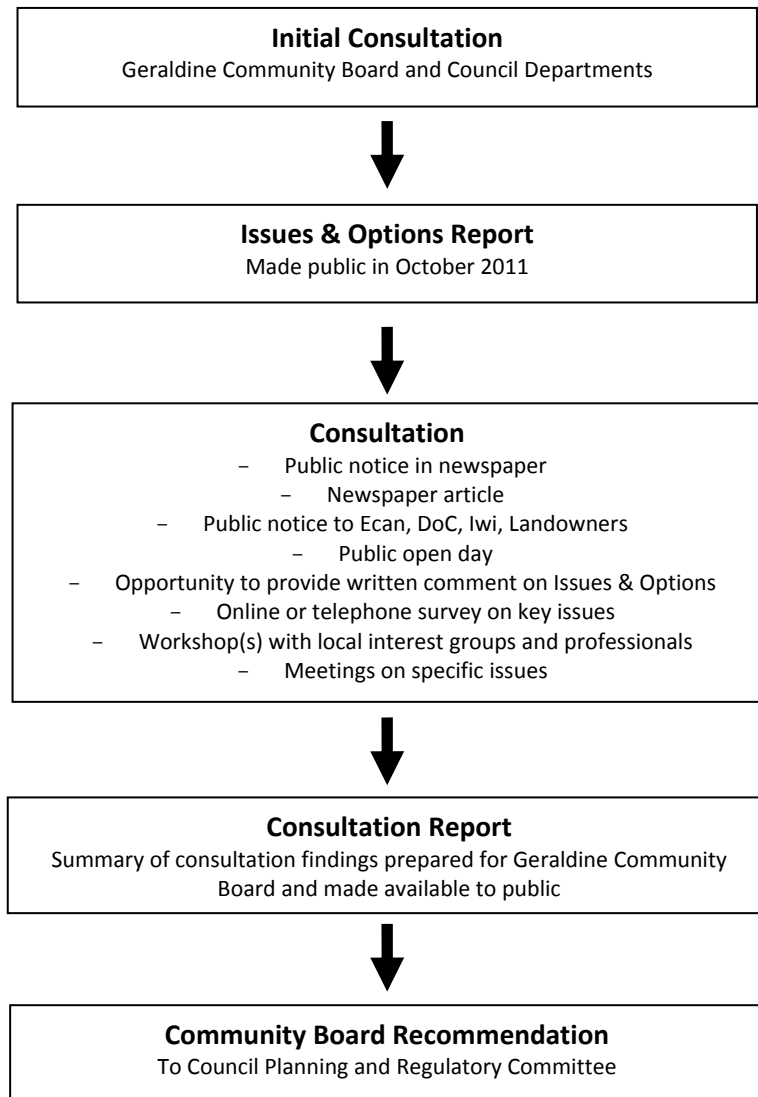 Initial Consultation
Geraldine Community Board and Council Departments
Issues & Options Report
Made public in October 2011
Consultation
– Public notice in newspaper
– Newspaper article
– Public notice to Ecan, DoC, Iwi, Landowners
– Public open day
– Opportunity to provide written comment on Issues & Options
– Online or telephone survey on key issues
– Workshop(s) with local interest groups and professionals
– Meetings on specific issues
Consultation Report
Summary of consultation findings prepared for Geraldine Community
Board and made available to public
Community Board Recommendation
To Council Planning and Regulatory Committee